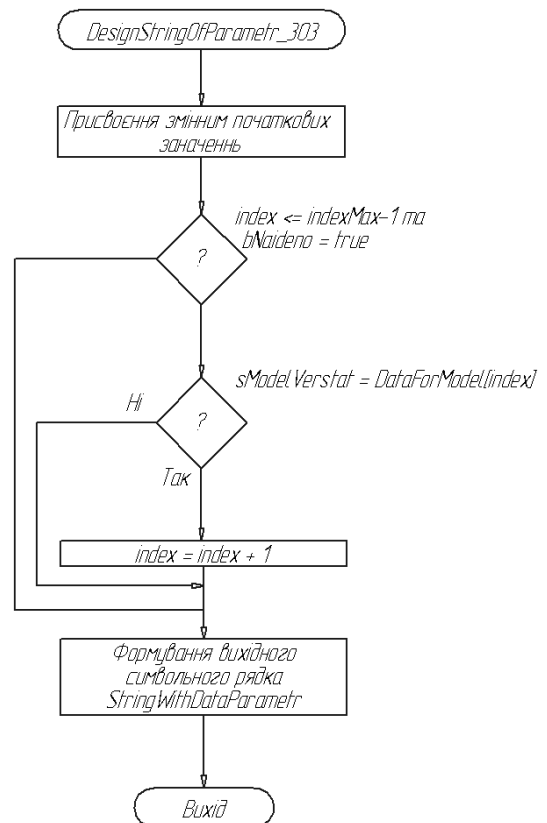 DesignStringOfParametr_303
Присвоєння змінним початкових
заначеннь
index <= indexMax-1 та
bNaideno = true
?
sModelVerstat = DataForModel[index]
Ні
?
Так
index = index + 1
Формування вихідного
символьного рядка
StringWithDataParametr
Вихід